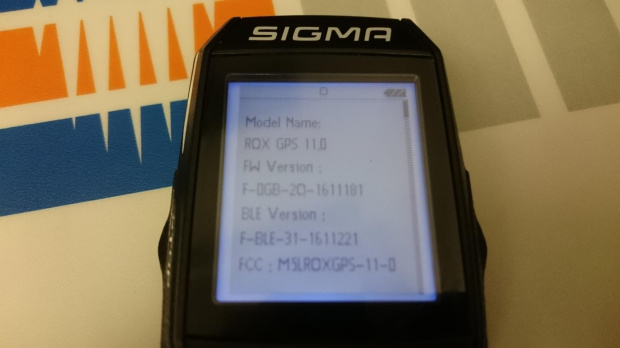 SIGMA
Model Name:
ROX GPS 11.0
FW Version :
F-0GB-20-1611181
BLE Version :
F-BLE-31-1611221
FCC : M5LROXGPS-11-0